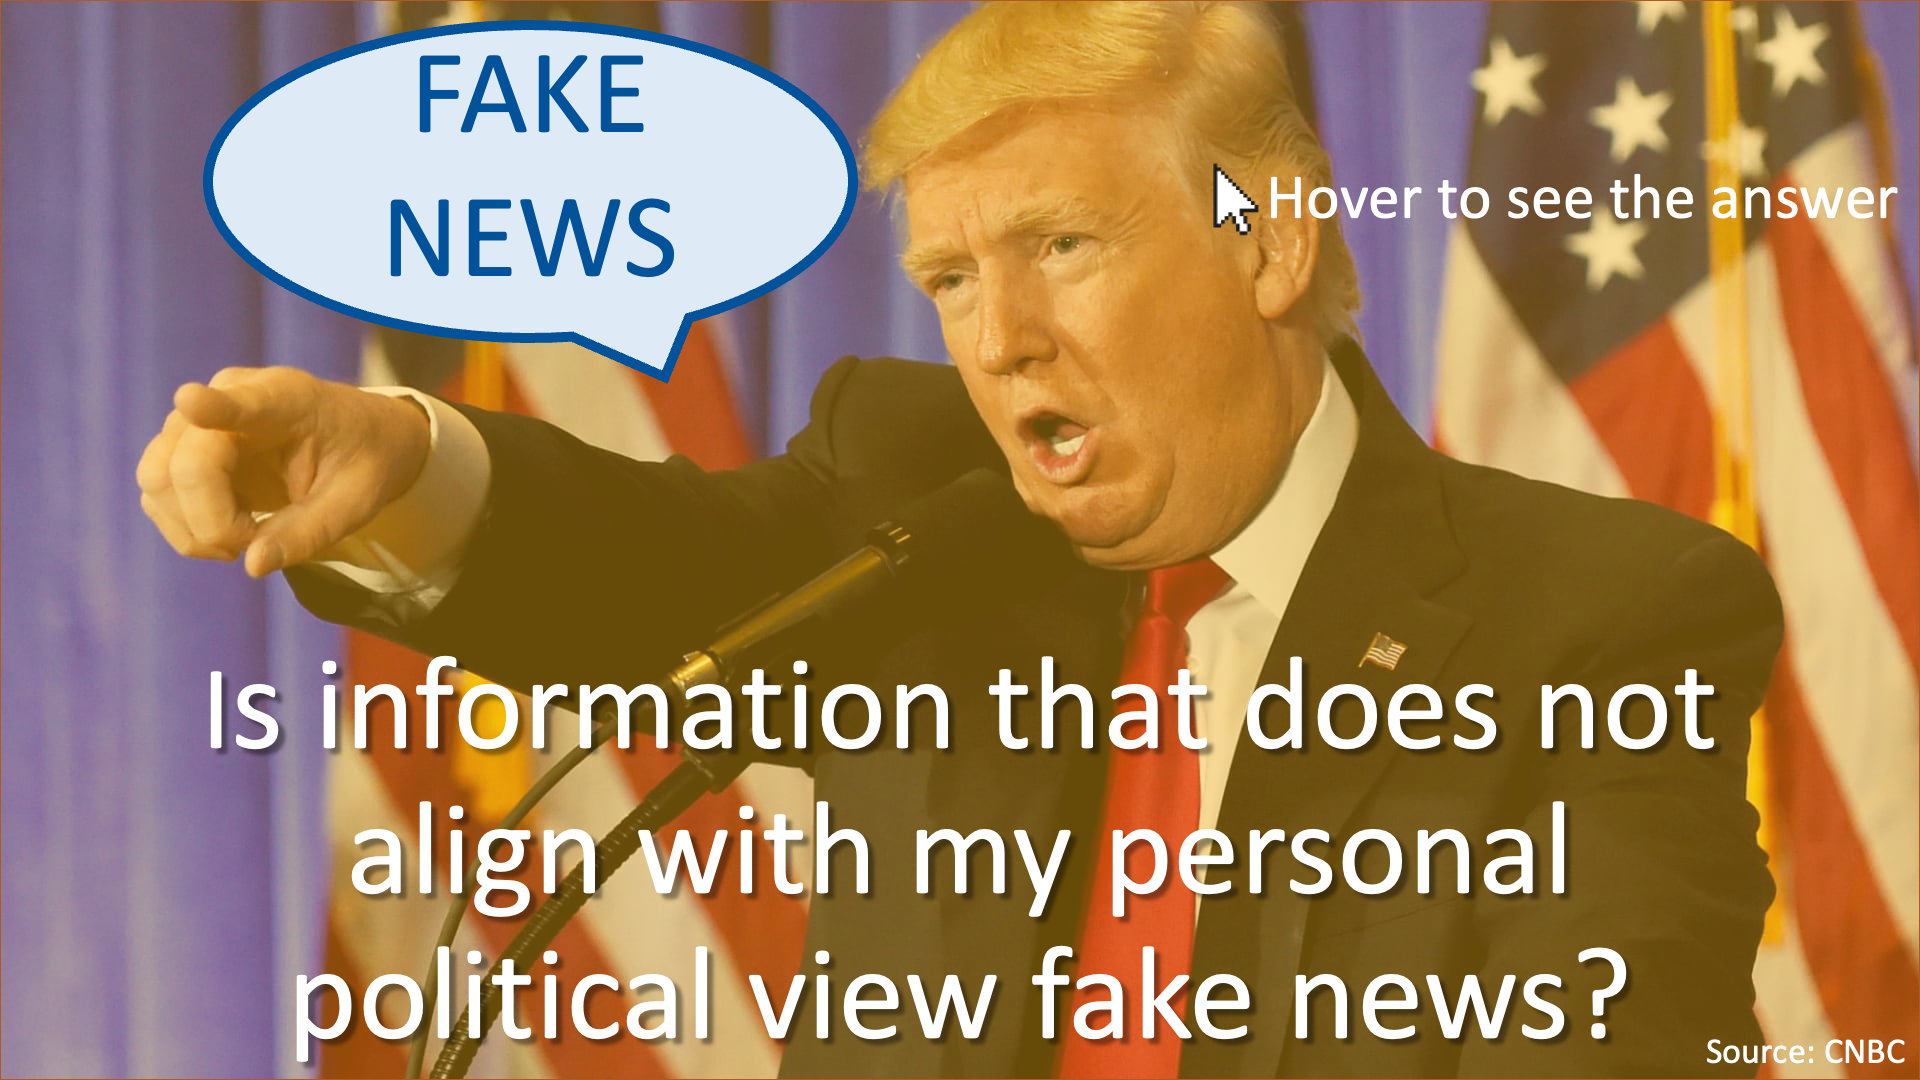 FAKE
NEWS
Hover to see the answer
Is information that does not
align with my personal
political view fake news?
Source: CNBC